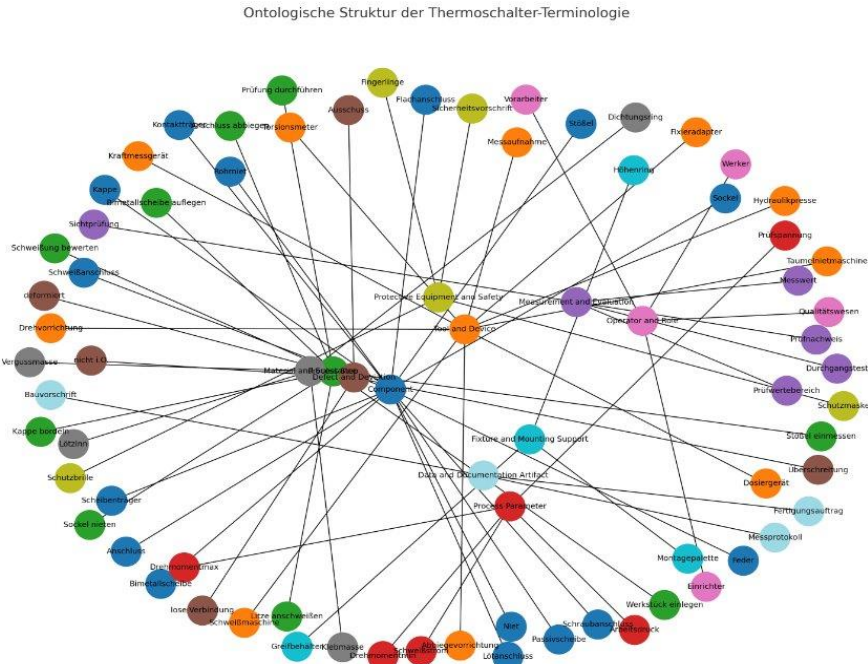 Ontologische Struktur der Thermoschalter-Terminologie
Fingerlinge
Prüfung durchführen
Flachanschluss
Vorarbeiter
Ausschuss
Sicherheitsvorschrift
Dichtungsring
Kontaktträger
Anschluss abbiegen
Torsionsmeter
Stößel
Fixieradapter
Messaufnahme
Kraftmessgerät
Rohrniet
Höhenring
Werker
Kappe
Bimetallscheibe auflegen
Sockel
Hydraulikpresse
Sichtprüfung
Prüfspannung
Schweißung bewerten
Schweißanschluss
Taumelnietmaschine
Messwert
deformiert
Protective Equipment and Safety
Measurement and Evaluation
Qualitätswesen
Drehvorrichtung
Tool and Device
Operator and Role
Prüfnachweis
Vergussmasse
nicht i.O.
Material and Substance
Defect and Deviation
Durchgangstest
Bauvorschrift
Component
Prüfwertebereich
Schutzmaske
Kappe bördeln
Lötzinn
Fixture and Mounting Support
Stößel einmessen
Schutzbrille
Data and Documentation Artifact
Überschreitung
Dosiergerät
Scheibenträger
Process Parameter
Fertigungsauftrag
Sockel nieten
Messprotokoll
Anschluss
Drehmomentmax
Montagepalette
Feder
Bimetallscheibe
Einrichter
lose Verbindung
Litze anschweißen
Werkstück einlegen
Schweißmaschine
Niet
Schraubanschluss
Arbeitsdruck
Greifbehälter
Klebmasse
Schweißstrom
Abbiegevorrichtung
Passivscheibe
Drehmomentmin
Lötanschluss